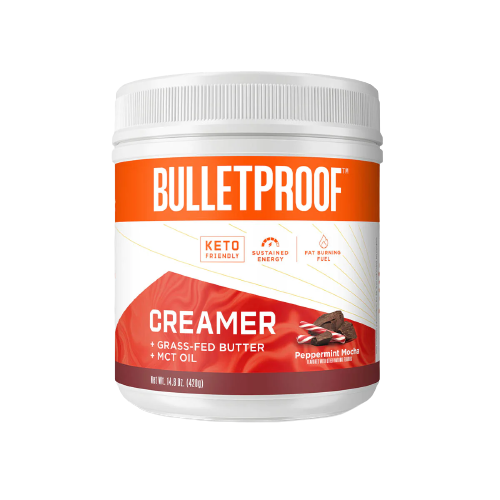 BULLETPROOF™
KETO
FRIENDLY
SUSTAINED
ENERGY
FAT BURNING
FUEL
CREAMER
+ GRASS-FED BUTTER
+ MCT OIL
Peppermint Mocha
Net WT. 14.8 Oz. (420g)